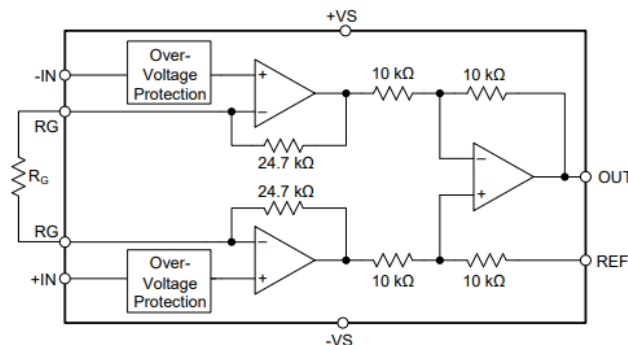 +VS
Over-
Voltage
Protection
-IN
+
−
10 kΩ
10 kΩ
RG
24.7 kΩ
RG
−
+
OUT
24.7 kΩ
RG
−
+
REF
+IN
Over-
Voltage
Protection
10 kΩ
10 kΩ
-VS